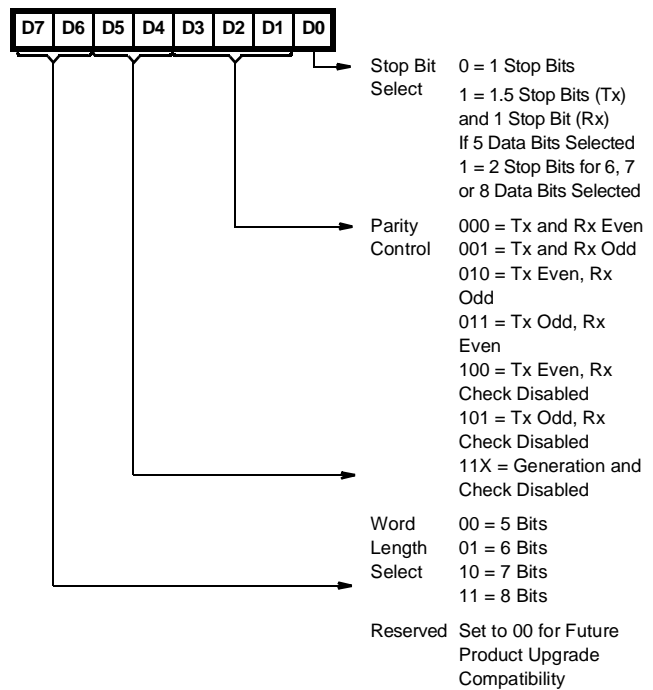 D7 D6 D5 D4 D3 D2 D1 D0
Stop Bit Select
0 = 1 Stop Bits
1 = 1.5 Stop Bits (Tx)
and 1 Stop Bit (Rx)
If 5 Data Bits Selected
1 = 2 Stop Bits for 6, 7
or 8 Data Bits Selected
Parity
Control
000 = Tx and Rx Even
001 = Tx and Rx Odd
010 = Tx Even, Rx
Odd
011 = Tx Odd, Rx
Even
100 = Tx Even, Rx
Check Disabled
101 = Tx Odd, Rx
Check Disabled
11X = Generation and
Check Disabled
Word
Length
Select
00 = 5 Bits
01 = 6 Bits
10 = 7 Bits
11 = 8 Bits
Reserved
Set to 00 for Future
Product Upgrade
Compatibility